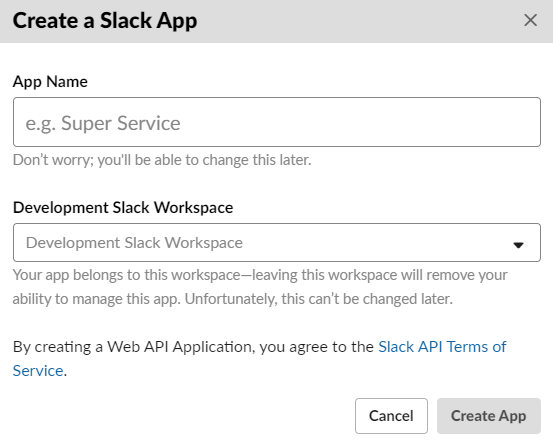 Create a Slack App
App Name
e.g. Super Service
Don't worry; you'll be able to change this later.
Development Slack Workspace
Development Slack Workspace
Your app belongs to this workspace—leaving this workspace will remove your
ability to manage this app. Unfortunately, this can't be changed later.
By creating a Web API Application, you agree to the Slack API Terms of
Service.
Cancel Create App